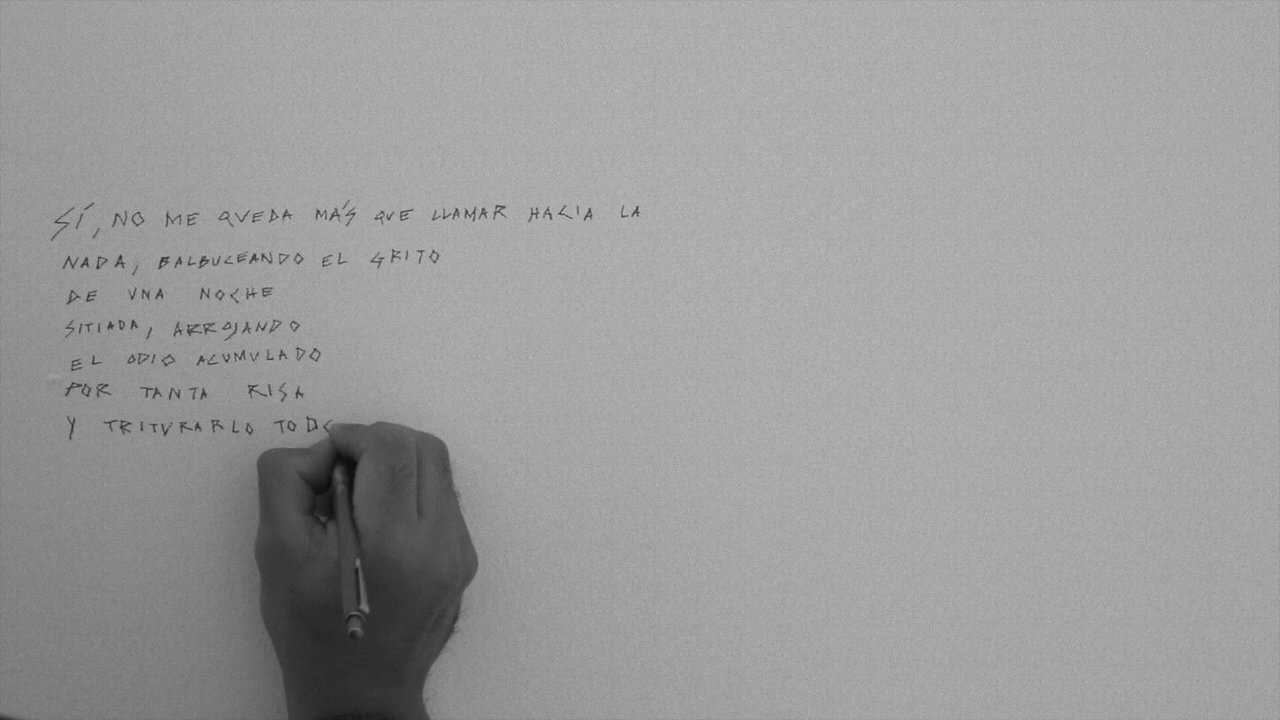 SÍ, NO ME QUEDA MÁS QUE LLAMAR HACIA LA
NADA, BALBUCEANDO EL GRITO
DE UNA NOCHE
SITIADA, ARROJANDO
EL ODIO ACUMULADO
POR TANTA RISA
Y TRITURARLO TODO